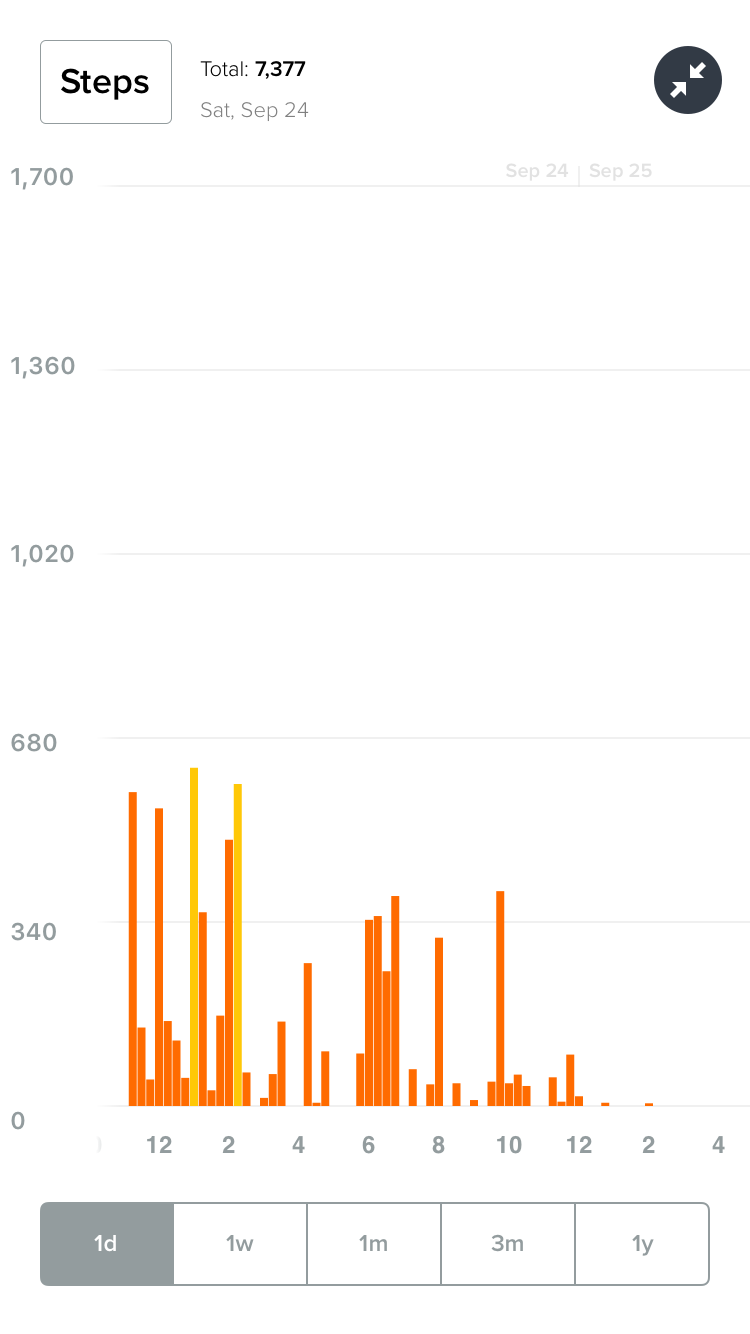 Steps
Total: 7,377
Sat, Sep 24
Sep 24 | Sep 25
1,700
1,360
1,020
680
340
0
12 2 4 6 8 10 12 2 4
1d 1w 1m 3m 1y